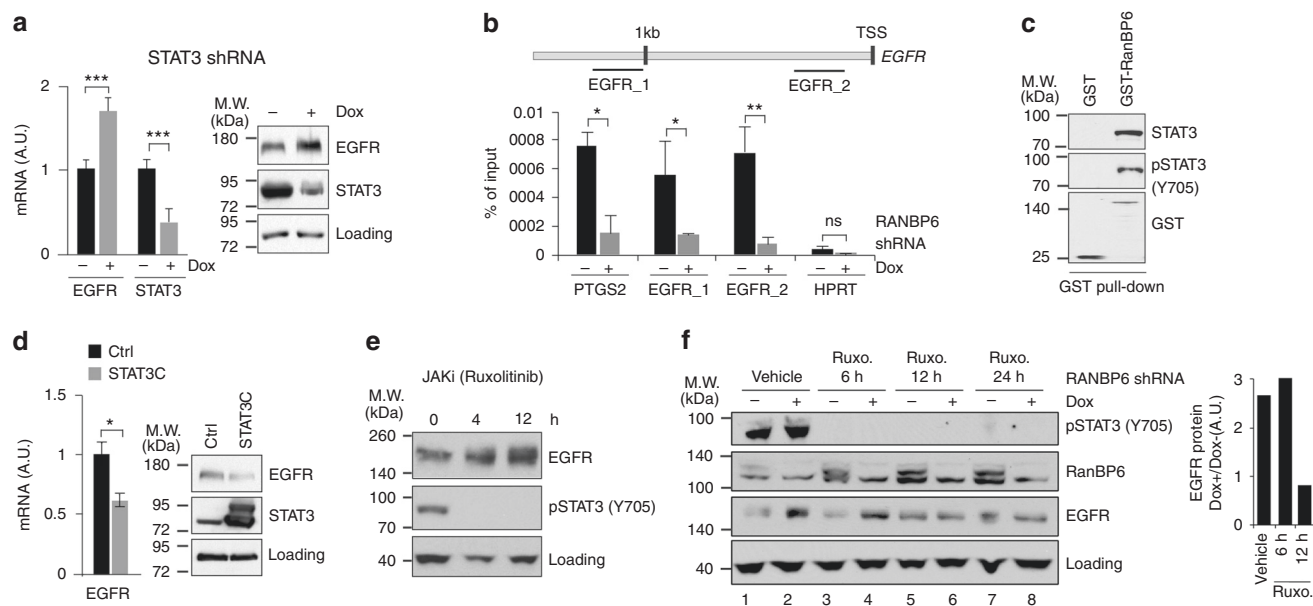 a
STAT3 shRNA
mRNA (A.U.)
2
1
0
***
***
– + – + Dox
EGFR STAT3
M.W.
(kDa)
– + Dox
180
EGFR
95
STAT3
72
95
Loading
72
b
1kb TSS
EGFR
EGFR_1 EGFR_2
% of input
0.01
0008
0006
0004
0002
0
*
*
**
ns
RANBP6
shRNA
– + – + – + – + Dox
PTGS2 EGFR_1 EGFR_2 HPRT
c
M.W.
(kDa)
GST
GST-RanBP6
100
STAT3
70
100
pSTAT3
(Y705)
70
140
GST
25
GST pull-down
d
Ctrl
STAT3C
mRNA (A.U.)
1.5
1
0.5
0
*
EGFR
M.W.
(kDa)
Ctrl
STAT3C
180
EGFR
95
STAT3
72
95
Loading
72
e
JAKi (Ruxolitinib)
M.W.
(kDa)
0 4 12 h
260
EGFR
140
100
pSTAT3 (Y705)
70
40
Loading
f
Vehicle
Ruxo.
6 h
Ruxo.
12 h
Ruxo.
24 h
RANBP6 shRNA
M.W.
(kDa)
– + – + – + – + Dox
100
pSTAT3 (Y705)
140
RanBP6
100
EGFR
140
40
Loading
1 2 3 4 5 6 7 8
EGFR protein
Dox+/Dox-(A.U.)
3
2
1
0
Vehicle
6 h
12 h
Ruxo.